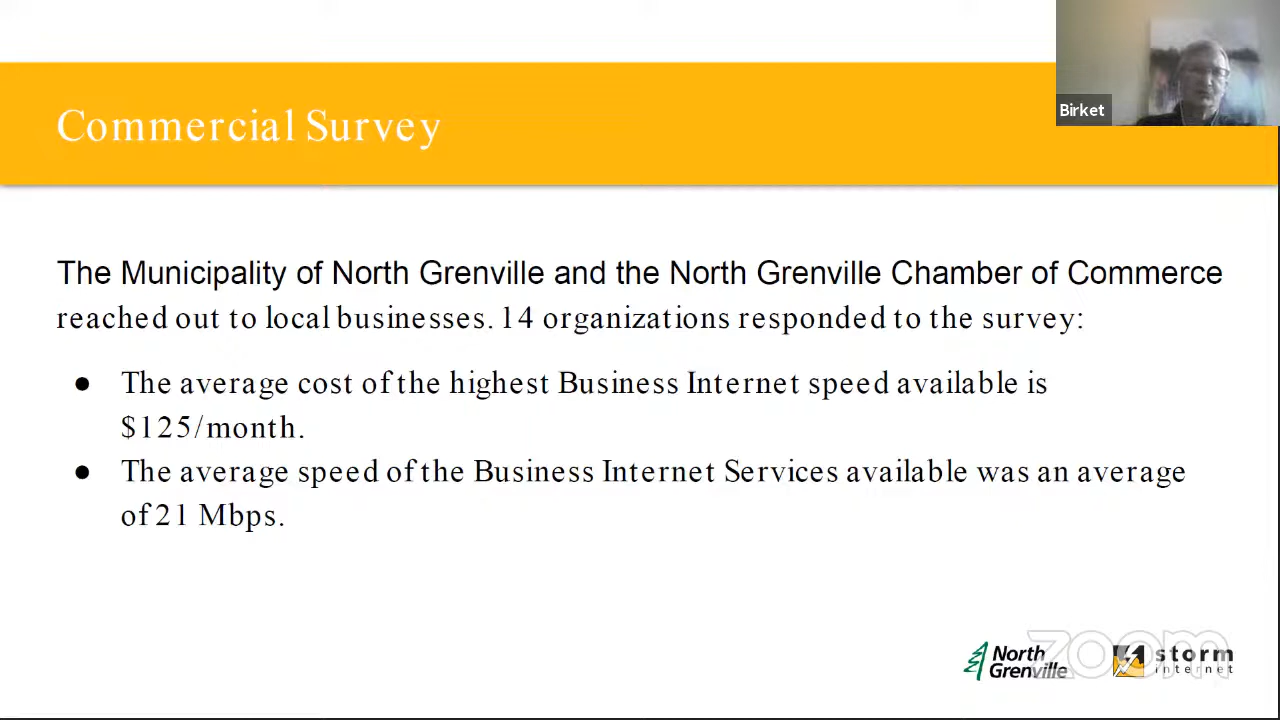 Birket
Commercial Survey
The Municipality of North Grenville and the North Grenville Chamber of Commerce
reached out to local businesses. 14 organizations responded to the survey:
● The average cost of the highest Business Internet speed available is
$125/month.
● The average speed of the Business Internet Services available was an average
of 21 Mbps.
North
Grenville
zoom
storm
internet